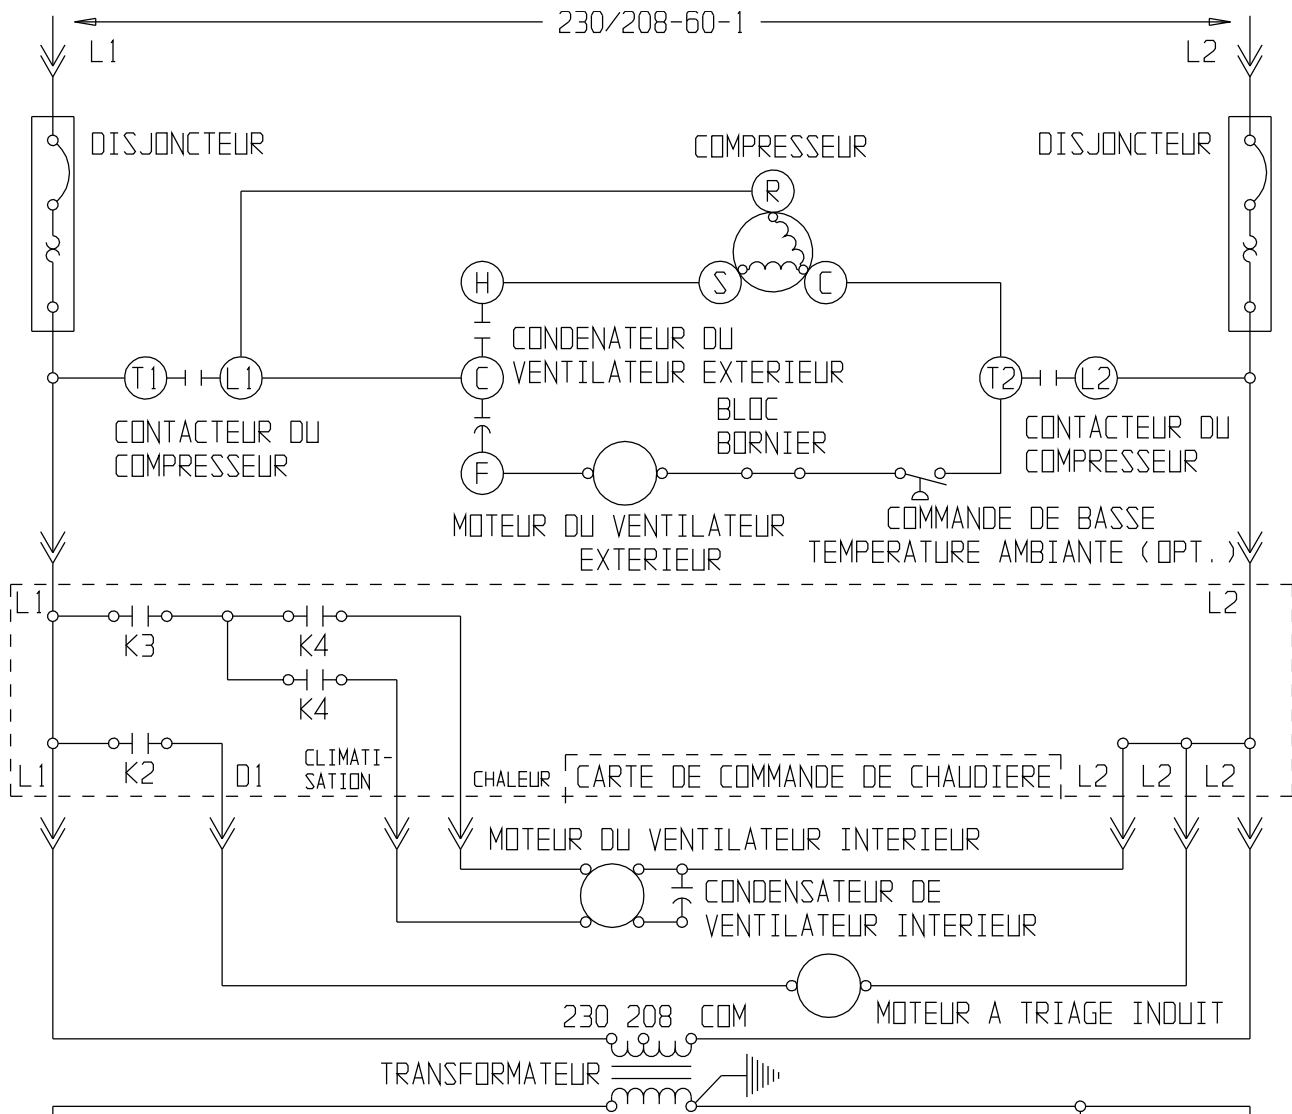 230/208-60-1
L1
L2
DISJONCTEUR
COMPRESSEUR
DISJONCTEUR
R
H
S
C
CONDENATEUR DU
VENTILATEUR EXTERIEUR
T1
L1
C
T2
L2
BLOC
BORNIER
CONTACTEUR DU
COMPRESSEUR
CONTACTEUR DU
COMPRESSEUR
F
MOTEUR DU VENTILATEUR
EXTERIEUR
COMMANDE DE BASSE
TEMPERATURE AMBIANTE (OPT.)
L1
L2
K3
K4
K4
L1
K2
D1
CLIMATI-
SATION
CHALEUR
CARTE DE COMMANDE DE CHAUDIERE
L2
L2
L2
MOTEUR DU VENTILATEUR INTERIEUR
CONDENSATEUR DE
VENTILATEUR INTERIEUR
230 208 COM
MOTEUR A TRIAGE INDUIT
TRANSFORMATEUR